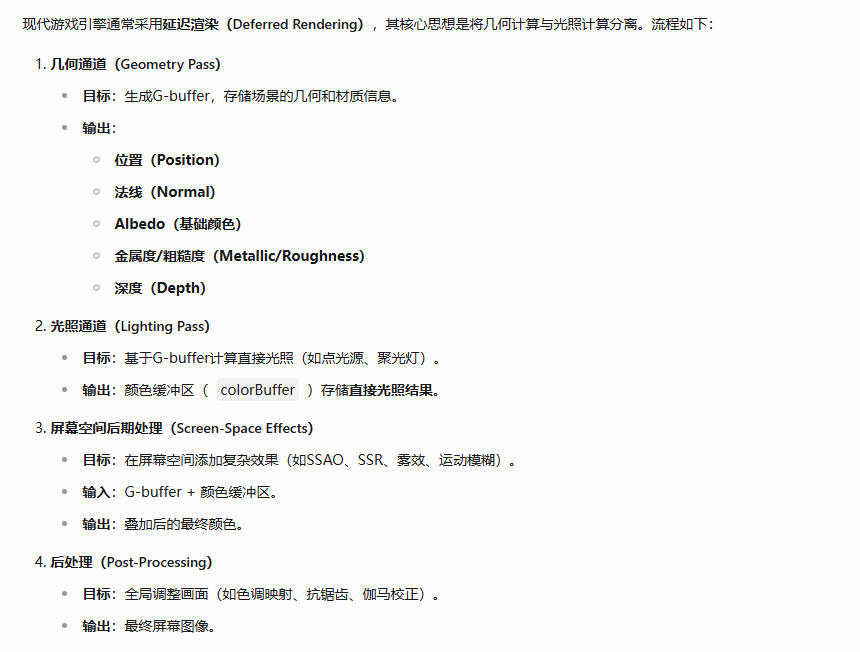 现代游戏引擎通常采用延迟渲染（Deferred Rendering），其核心思想是将几何计算与光照计算分离。流程如下：
1. 几何通道（Geometry Pass）
目标：生成G-buffer，存储场景的几何和材质信息。
输出：
位置（Position）
法线（Normal）
Albedo（基础颜色）
金属度/粗糙度（Metallic/Roughness）
深度（Depth）
2. 光照通道（Lighting Pass）
目标：基于G-buffer计算直接光照（如点光源、聚光灯）。
输出：颜色缓冲区（ colorBuffer ）存储直接光照结果。
3. 屏幕空间后期处理（Screen-Space Effects）
目标：在屏幕空间添加复杂效果（如SSAO、SSR、雾效、运动模糊）。
输入：G-buffer + 颜色缓冲区。
输出：叠加后的最终颜色。
4. 后处理（Post-Processing）
目标：全局调整画面（如色调映射、抗锯齿、伽马校正）。
输出：最终屏幕图像。